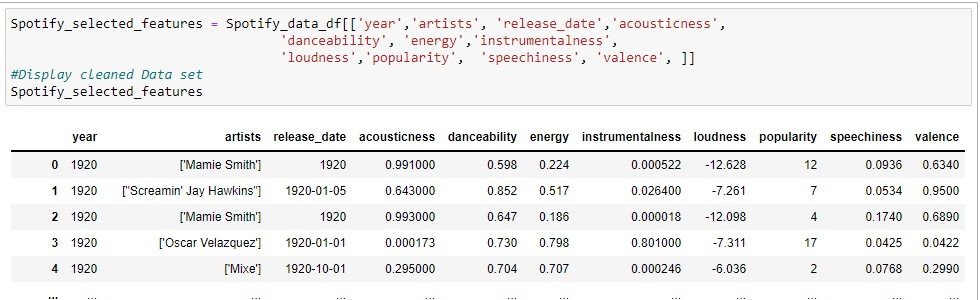 Spotify_selected_features = Spotify_data_df[['year','artists', 'release_date','acousticness',
'danceability', 'energy','instrumentalness',
'loudness','popularity', 'speechiness', 'valence', ]]
#Display cleaned Data set
Spotify_selected_features
year artists release_date acousticness danceability energy instrumentalness loudness popularity speechiness valence
0 1920 ['Mamie Smith'] 1920 0.991000 0.598 0.224 0.000522 -12.628 12 0.0936 0.6340
1 1920 ["Screamin' Jay Hawkins"] 1920-01-05 0.643000 0.852 0.517 0.026400 -7.261 7 0.0534 0.9500
2 1920 ['Mamie Smith'] 1920 0.993000 0.647 0.186 0.000018 -12.098 4 0.1740 0.6890
3 1920 ['Oscar Velazquez'] 1920-01-01 0.000173 0.730 0.798 0.801000 -7.311 17 0.0425 0.0422
4 1920 ['Mixe'] 1920-10-01 0.295000 0.704 0.707 0.000246 -6.036 2 0.0768 0.2990
... ... ... ... ... ... ... ... ... ... ... ...